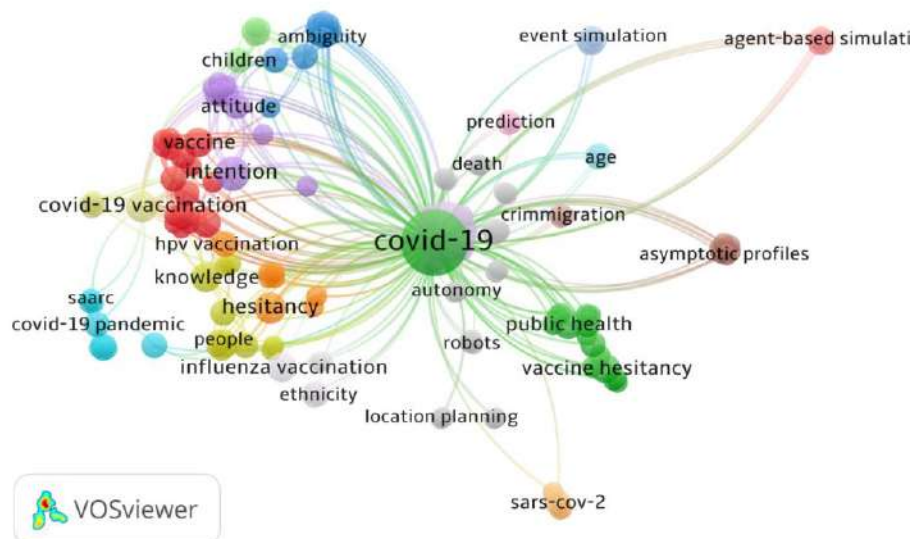 ambiguity
event simulation
agent-based simulati
children
attitude
prediction
vaccine
death
age
intention
covid-19 vaccination
crimmigration
hpv vaccination
covid-19
asymptotic profiles
knowledge
autonomy
saarc
hesitancy
covid-19 pandemic
public health
people
robots
influenza vaccination
vaccine hesitancy
ethnicity
location planning
sars-cov-2
VOSviewer